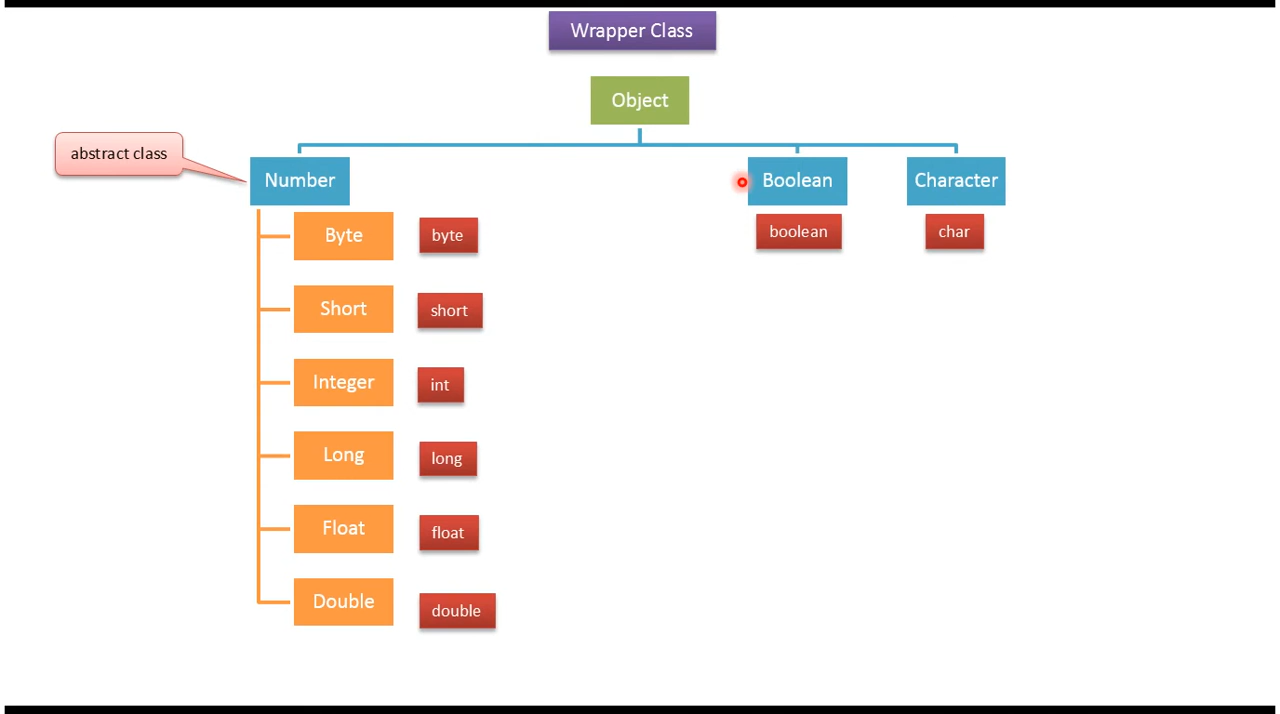 Wrapper Class
Object
abstract class
Number
Boolean
Character
Byte
byte
boolean
char
Short
short
Integer
int
Long
long
Float
float
Double
double